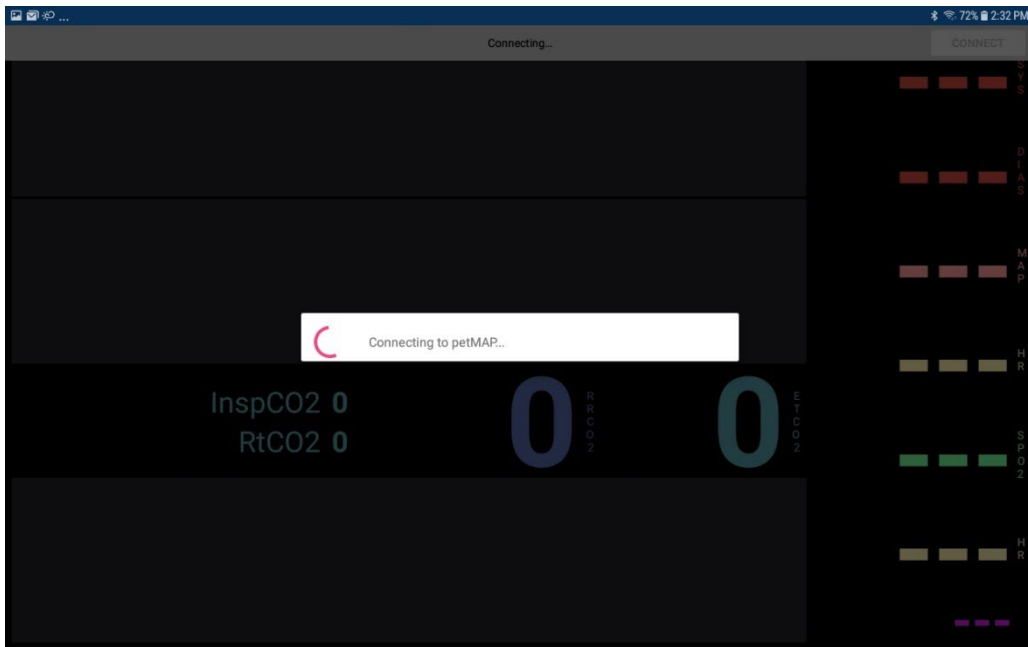 72% 2:32 PM
Connecting...
CONNECT
SYS
DIAS
MAP
Connecting to petMAP...
HR
InspCO2 0
RtCO2 0
0
RRCO2
0
ETCO2
SPO2
HR